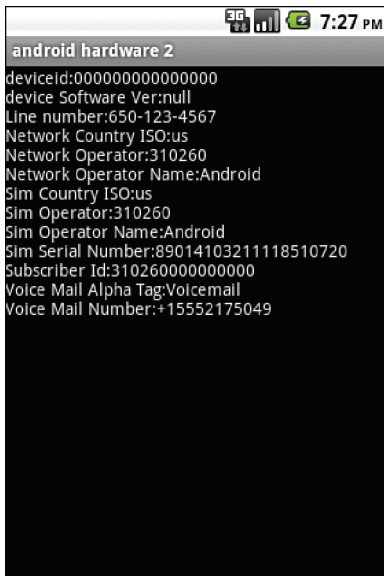 3G 7:27 PM
android hardware 2
deviceid:000000000000000
device Software Ver:null
Line number:650-123-4567
Network Country ISO:us
Network Operator:310260
Network Operator Name:Android
Sim Country ISO:us
Sim Operator:310260
Sim Operator Name:Android
Sim Serial Number:89014103211118510720
Subscriber Id:310260000000000
Voice Mail Alpha Tag:Voicemail
Voice Mail Number:+15552175049